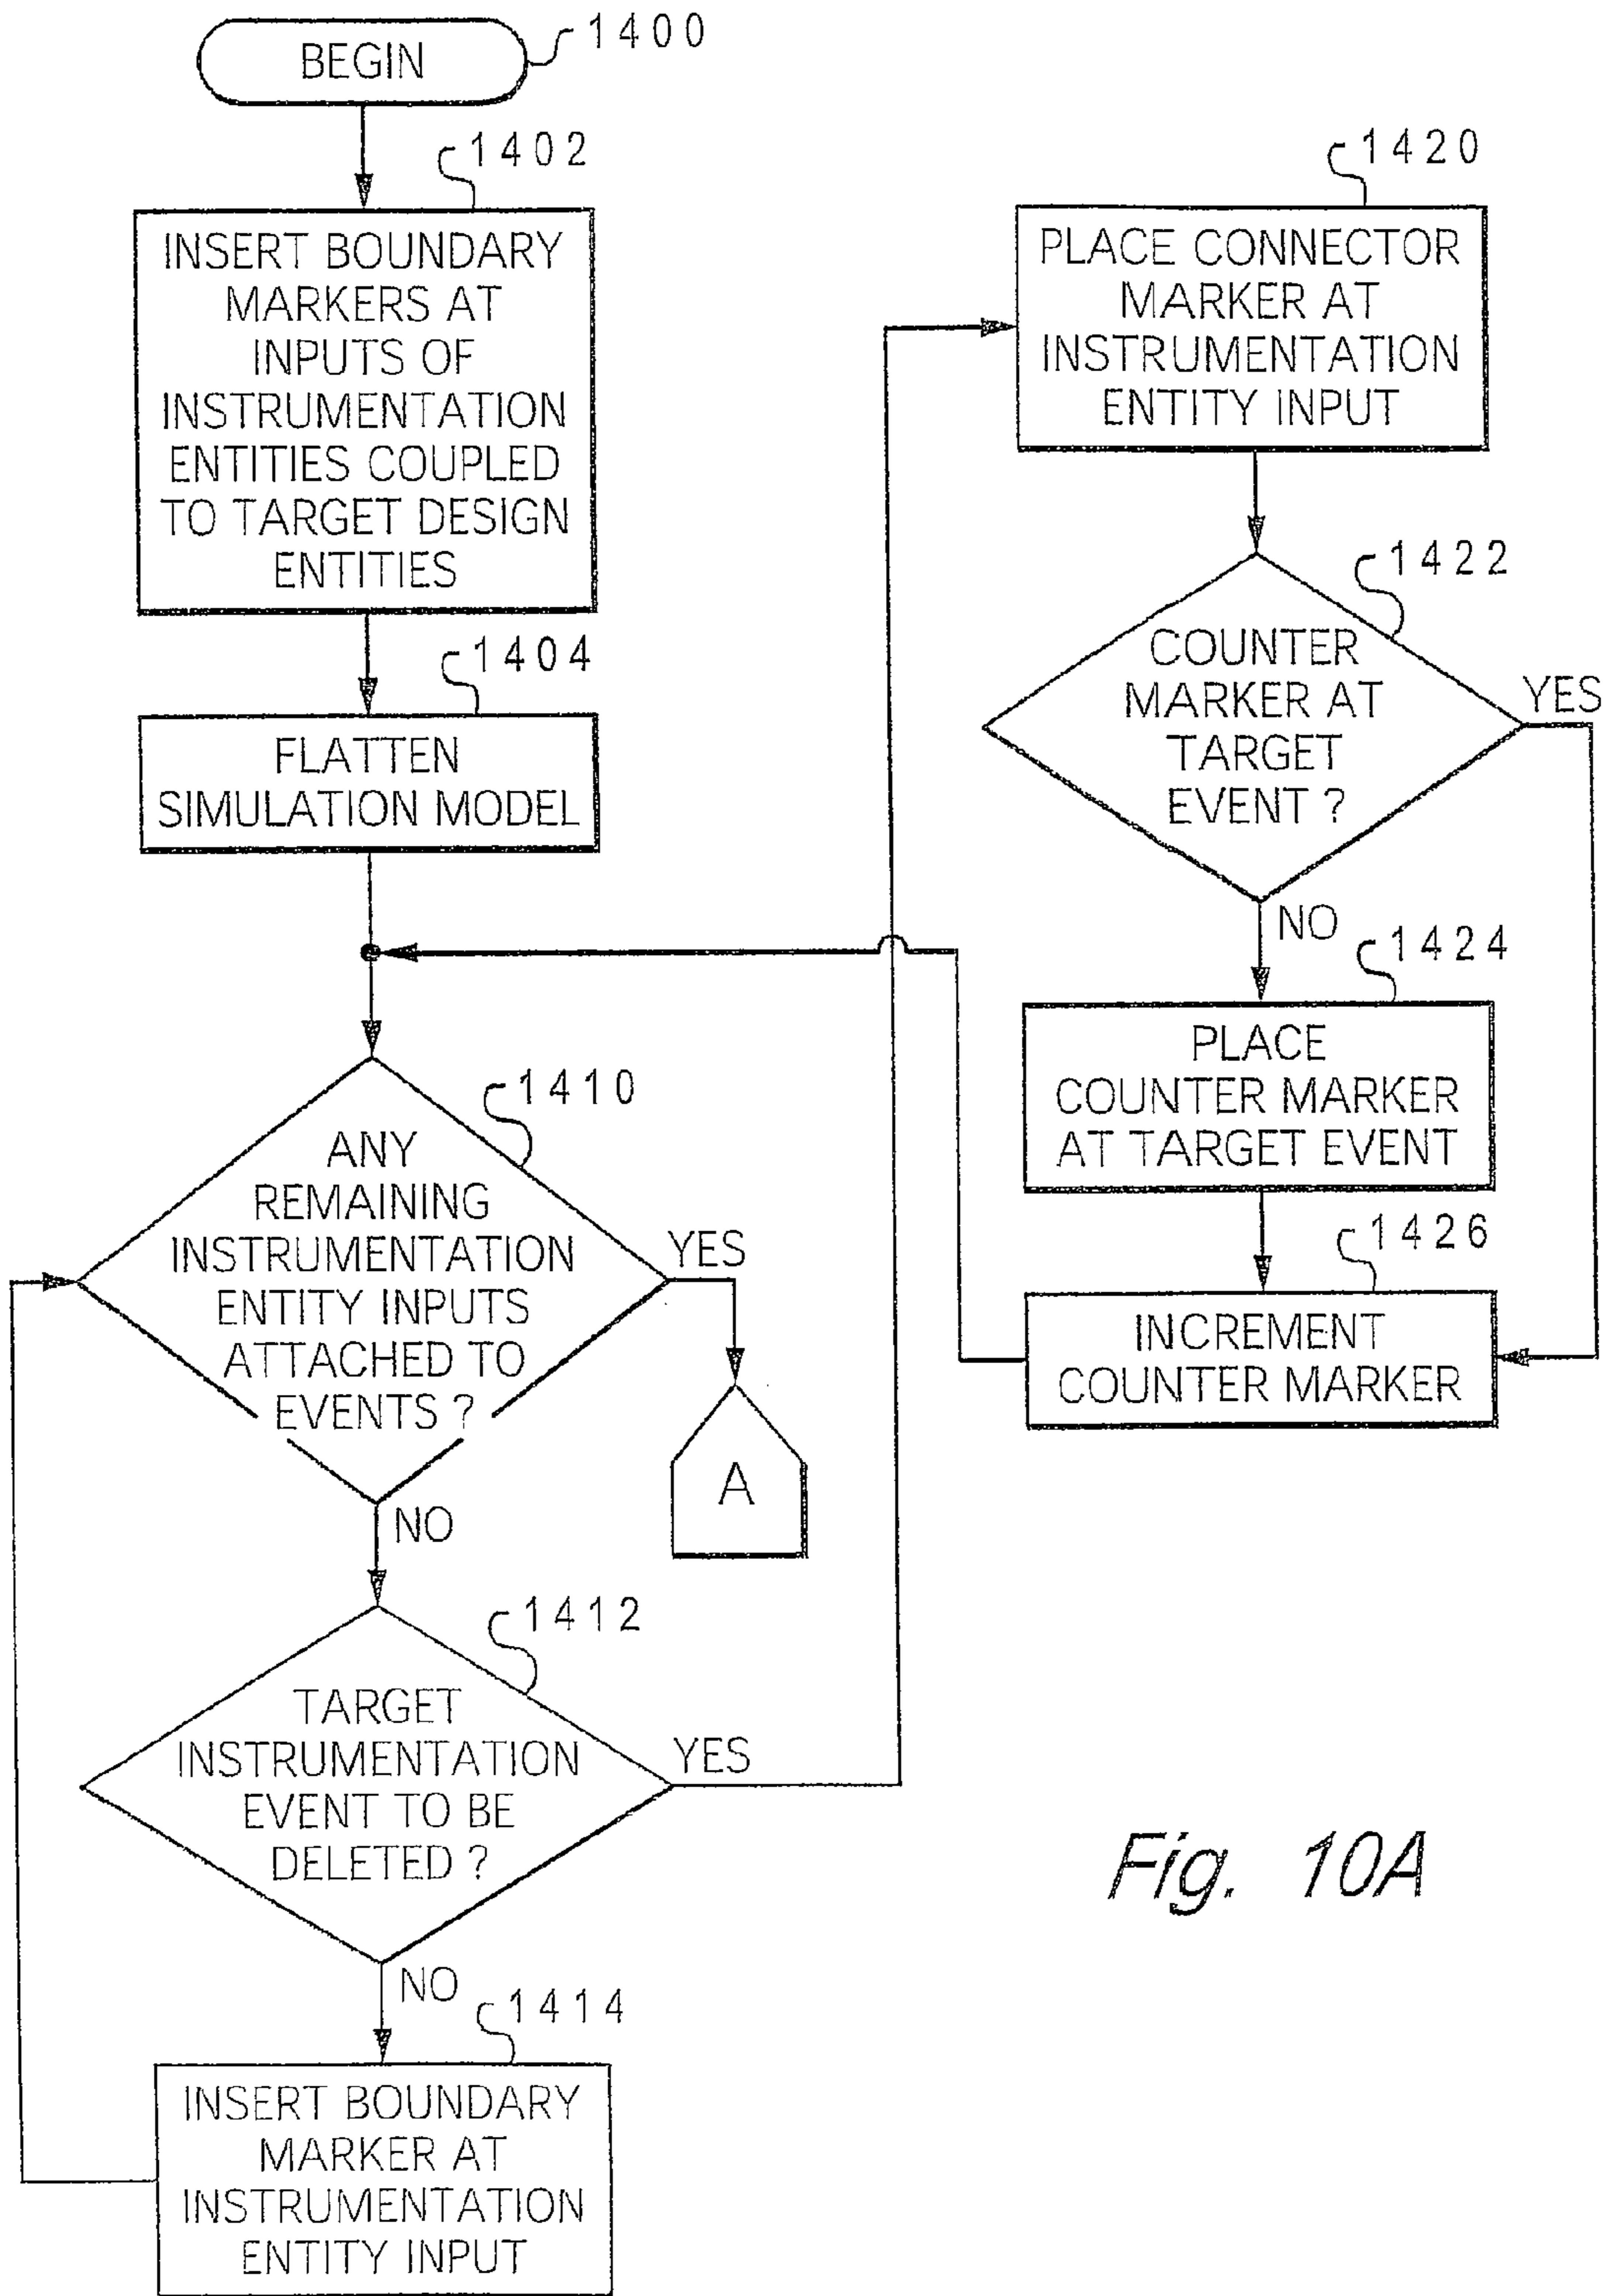 BEGIN
1400
1402
INSERT BOUNDARY
MARKERS AT
INPUTS OF
INSTRUMENTATION
ENTITIES COUPLED
TO TARGET DESIGN
ENTITIES
1404
FLATTEN
SIMULATION MODEL
1410
ANY
REMAINING
INSTRUMENTATION
ENTITY INPUTS
ATTACHED TO
EVENTS ?
YES
A
NO
1412
TARGET
INSTRUMENTATION
EVENT TO BE
DELETED ?
YES
NO
1414
INSERT BOUNDARY
MARKER AT
INSTRUMENTATION
ENTITY INPUT
1420
PLACE CONNECTOR
MARKER AT
INSTRUMENTATION
ENTITY INPUT
1422
COUNTER
MARKER AT
TARGET
EVENT ?
YES
NO
1424
PLACE
COUNTER MARKER
AT TARGET EVENT
1426
INCREMENT
COUNTER MARKER
Fig. 10A